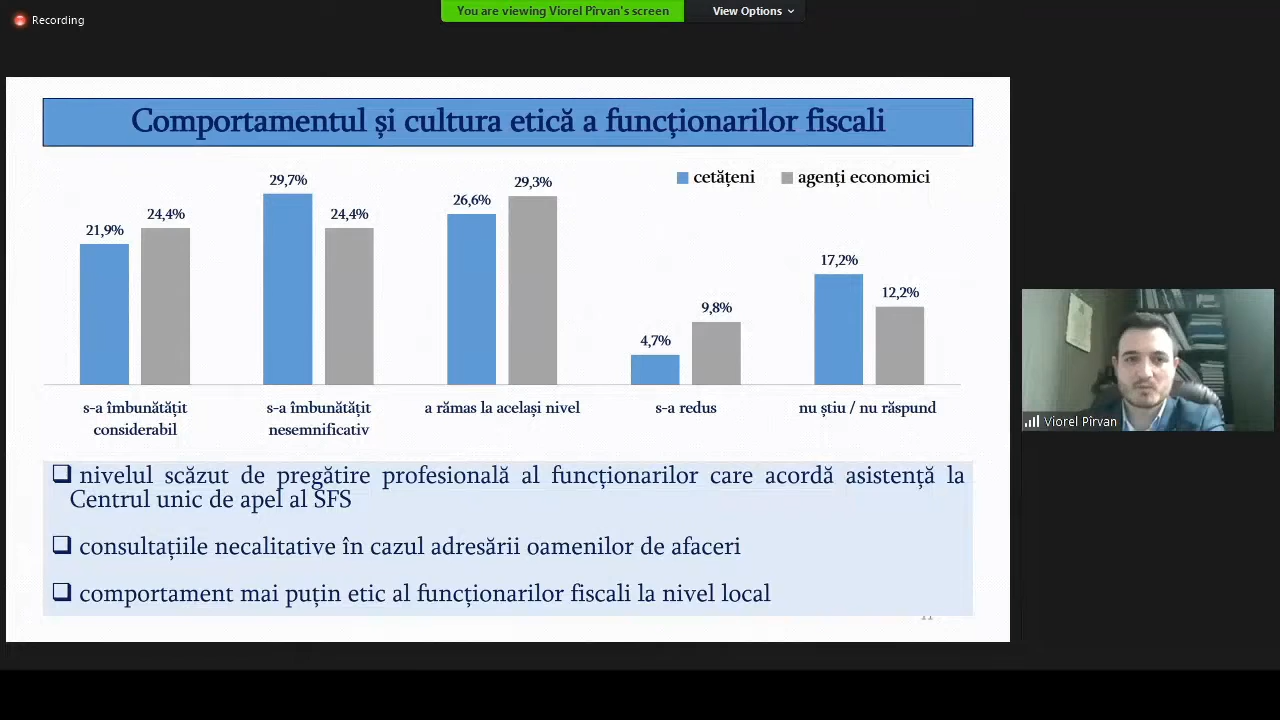 Recording
You are viewing Viorel Pîrvan's screen
View Options
Comportamentul și cultura etică a funcționarilor fiscali
cetățeni
agenți economici
21,9%
24,4%
29,7%
24,4%
26,6%
29,3%
4,7%
9,8%
17,2%
12,2%
s-a îmbunătățit
considerabil
s-a îmbunătățit
nesemnificativ
a rămas la același nivel
s-a redus
nu știu / nu răspund
nivelul scăzut de pregătire profesională al funcționarilor care acordă asistență la
Centrul unic de apel al SFS
consultațiile necalitative în cazul adresării oamenilor de afaceri
comportament mai puțin etic al funcționarilor fiscali la nivel local
Viorel Pîrvan